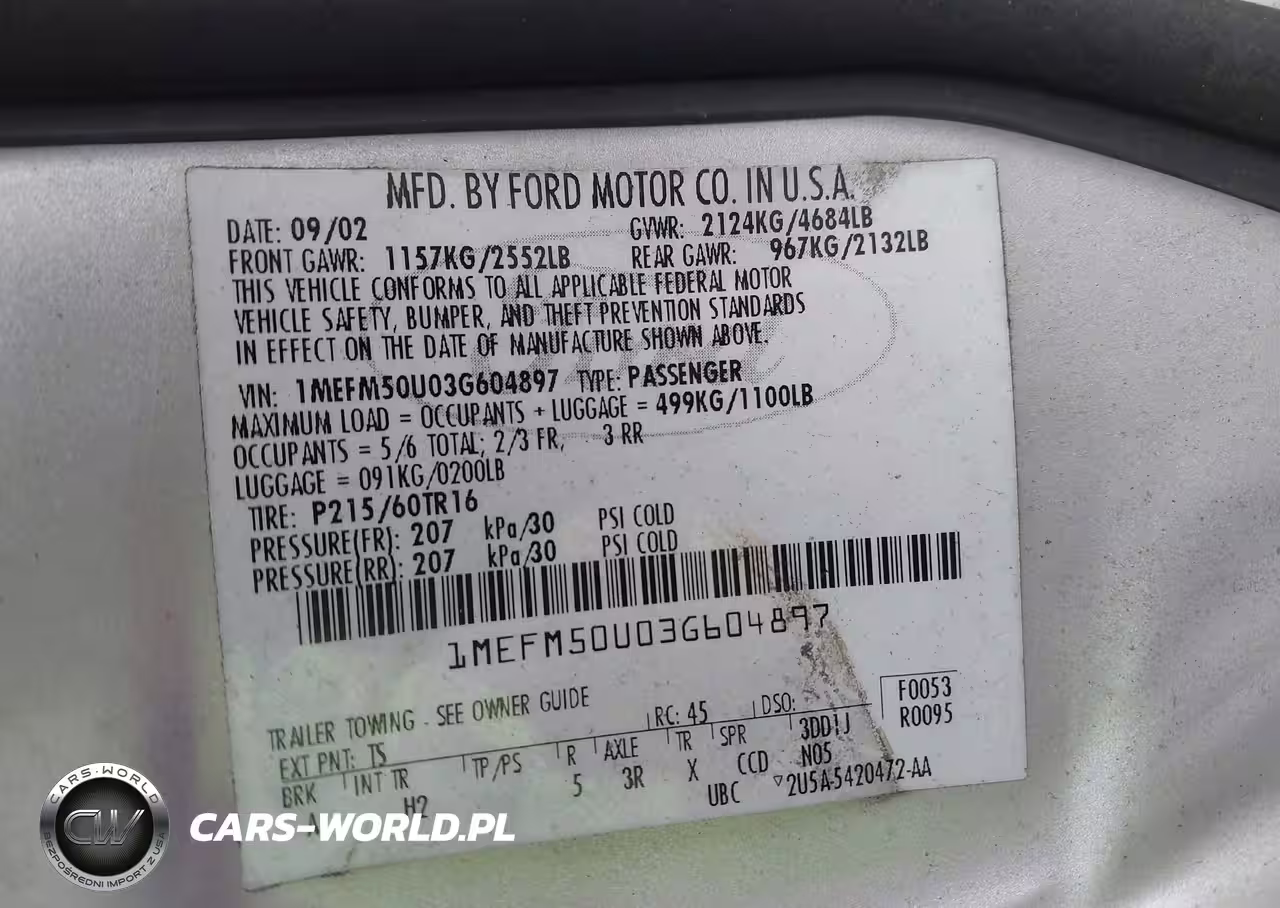 MFD. BY FORD MOTOR CO. IN U.S.A.
DATE: 09/02 GVWR: 2124KG/4684LB
FRONT GAWR: 1157KG/2552LB REAR GAWR: 967KG/2132LB
THIS VEHICLE CONFORMS TO ALL APPLICABLE FEDERAL MOTOR
VEHICLE SAFETY, BUMPER, AND THEFT PREVENTION STANDARDS
IN EFFECT ON THE DATE OF MANUFACTURE SHOWN ABOVE.
VIN: 1MEFM50U03G604897 TYPE: PASSENGER
MAXIMUM LOAD = OCCUPANTS + LUGGAGE = 499KG/1100LB
OCCUPANTS = 5/6 TOTAL; 2/3 FR, 3 RR
LUGGAGE = 091KG/0200LB
TIRE: P215/60TR16
PRESSURE(FR): 207 kPa/30 PSI COLD
PRESSURE(RR): 207 kPa/30 PSI COLD
1MEFM50U03G604897
TRAILER TOWING - SEE OWNER GUIDE
EXT PNT: TS RC: 45 DSO: F0053
R0095
BRK INT TR TP/PS R AXLE TR SPR 3DD1J
H2 5 3R X CCD N05
UBC ▽2U5A-5420472-AA
CARS-WORLD
CW
BEZPOŚREDNI IMPORT Z USA
CARS-WORLD.PL